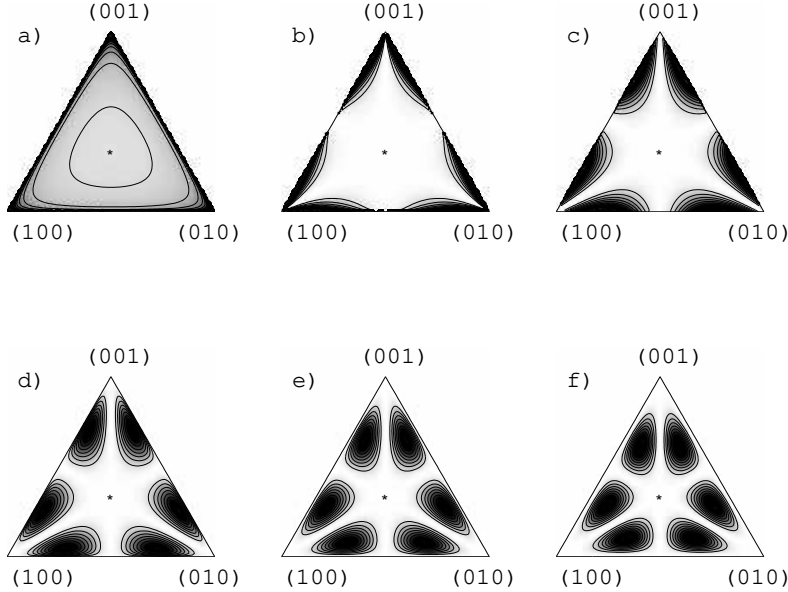 (001) (001) (001)
a) b) c)
* * *
(100) (010) (100) (010) (100) (010)
(001) (001) (001)
d) e) f)
* * *
(100) (010) (100) (010) (100) (010)